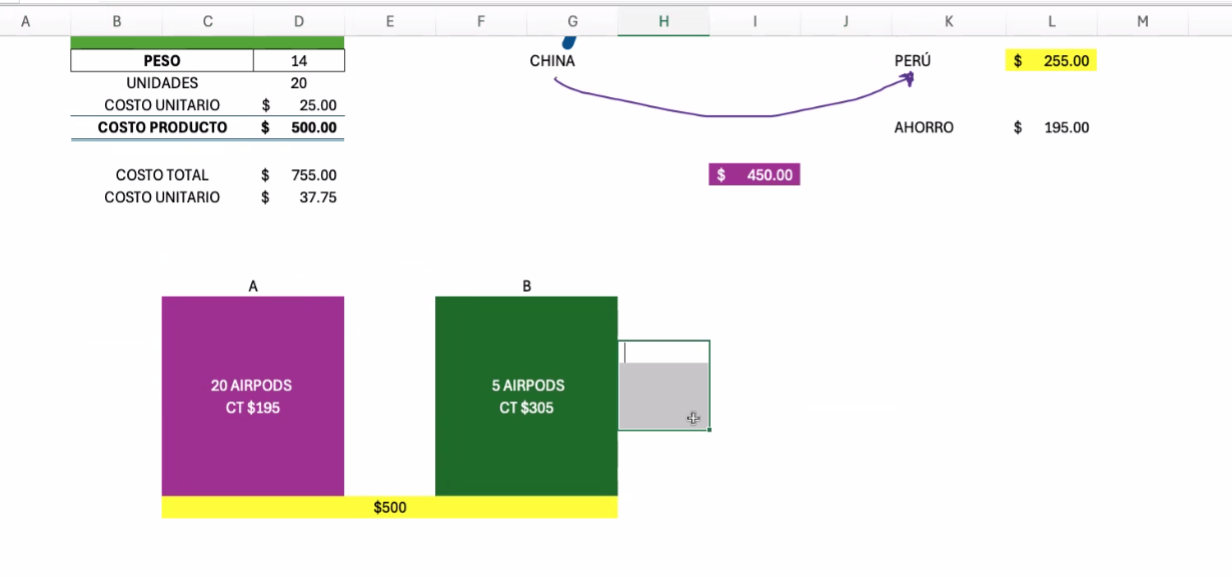 A B C D E F G H I J K L M
CHINA PERÚ $ 255.00
PESO 14
UNIDADES 20
COSTO UNITARIO $ 25.00
COSTO PRODUCTO $ 500.00
AHORRO $ 195.00
COSTO TOTAL $ 755.00
$ 450.00
COSTO UNITARIO $ 37.75
A B
20 AIRPODS
CT $195
5 AIRPODS
CT $305
$500